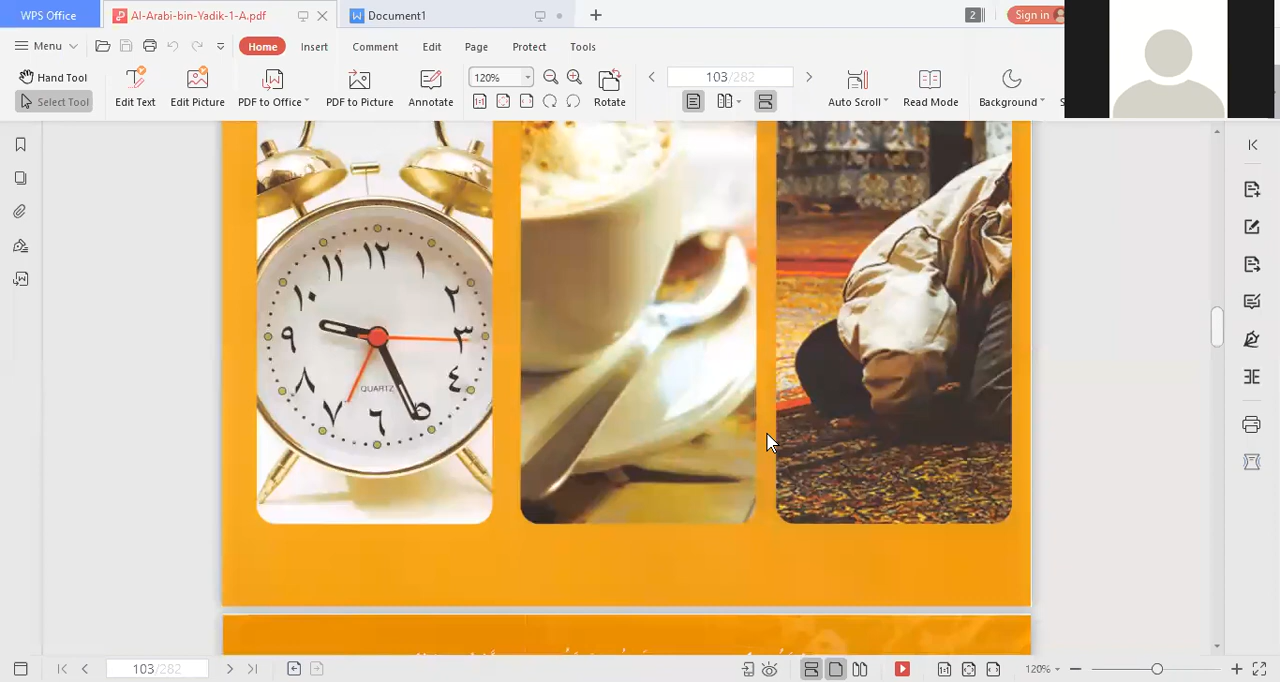 WPS Office
Al-Arabi-bin-Yadik-1-A.pdf
Document1
2
Sign in
Menu
Home
Insert
Comment
Edit
Page
Protect
Tools
Hand Tool
Select Tool
Edit Text
Edit Picture
PDF to Office
PDF to Picture
Annotate
120%
Rotate
103/282
Auto Scroll
Read Mode
Background
١٢
١١
١
١٠
٢
٩
٣
٨
٤
QUARTZ
٧
٥
٦
103/282
120%